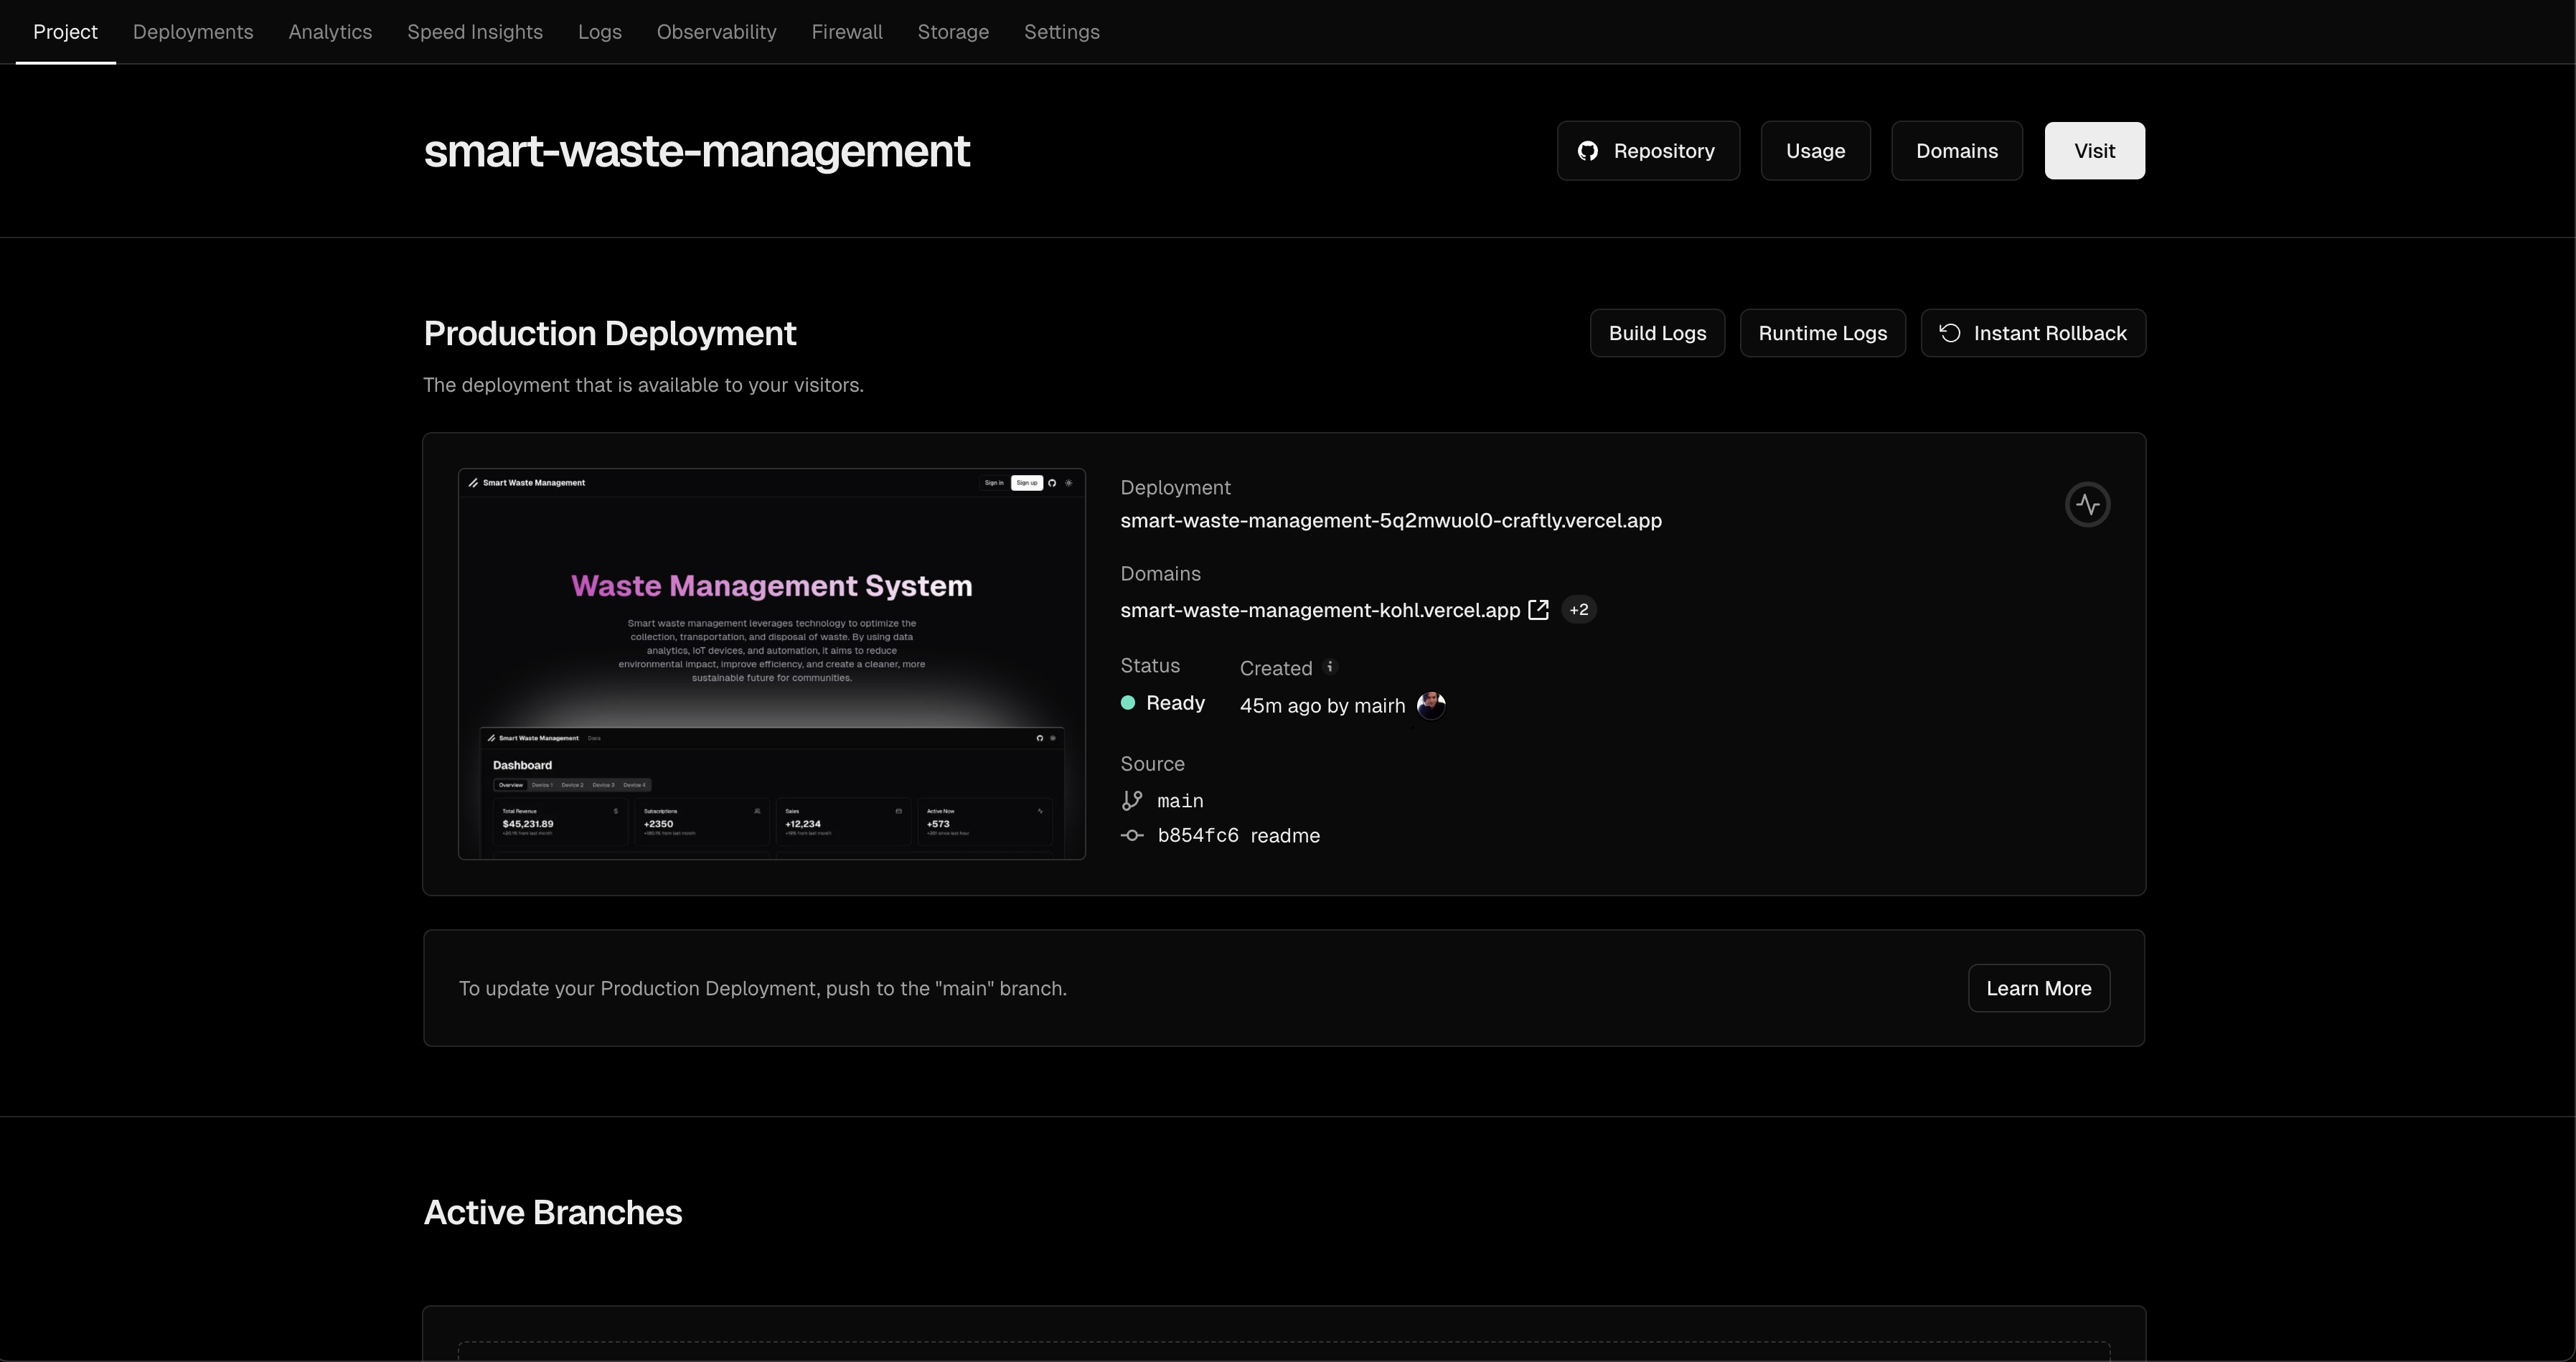 Project Deployments Analytics Speed Insights Logs Observability Firewall Storage Settings
smart-waste-management
Repository Usage Domains Visit
Production Deployment
Build Logs Runtime Logs Instant Rollback
The deployment that is available to your visitors.
Smart Waste Management Sign in Sign up
Waste Management System
Smart waste management leverages technology to optimize the
collection, transportation, and disposal of waste. By using data
analytics, IoT devices, and automation, it aims to reduce
environmental impact, improve efficiency, and create a cleaner, more
sustainable future for communities.
Smart Waste Management Docs
Dashboard
Overview Device 1 Device 2 Device 3 Device 4
Total Revenue $ Subscriptions Sales Active Now
$45,231.89 +2350 +12,234 +573
Deployment
smart-waste-management-5q2mwuol0-craftly.vercel.app
Domains
smart-waste-management-kohl.vercel.app +2
Status Created
Ready 45m ago by mairh
Source
main
b854fc6 readme
To update your Production Deployment, push to the "main" branch.
Learn More
Active Branches